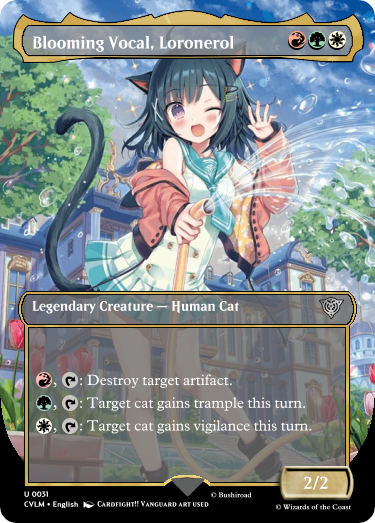 Blooming Vocal, Loronerol
Legendary Creature — Human Cat
: Destroy target artifact.
: Target cat gains trample this turn.
: Target cat gains vigilance this turn.
2/2
U 0031
© Bushiroad
CVLM • English CARDFIGHT!! VANGUARD ART USED
© Wizards of the Coast